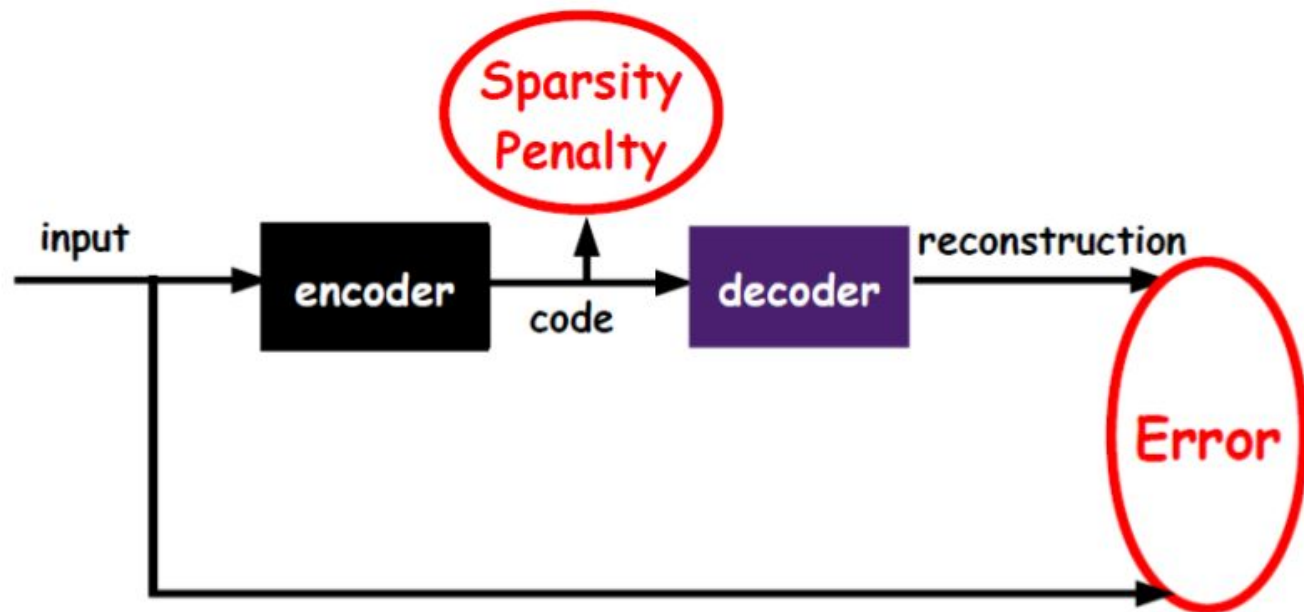 Sparsity
Penalty
input
encoder
code
decoder
reconstruction
Error